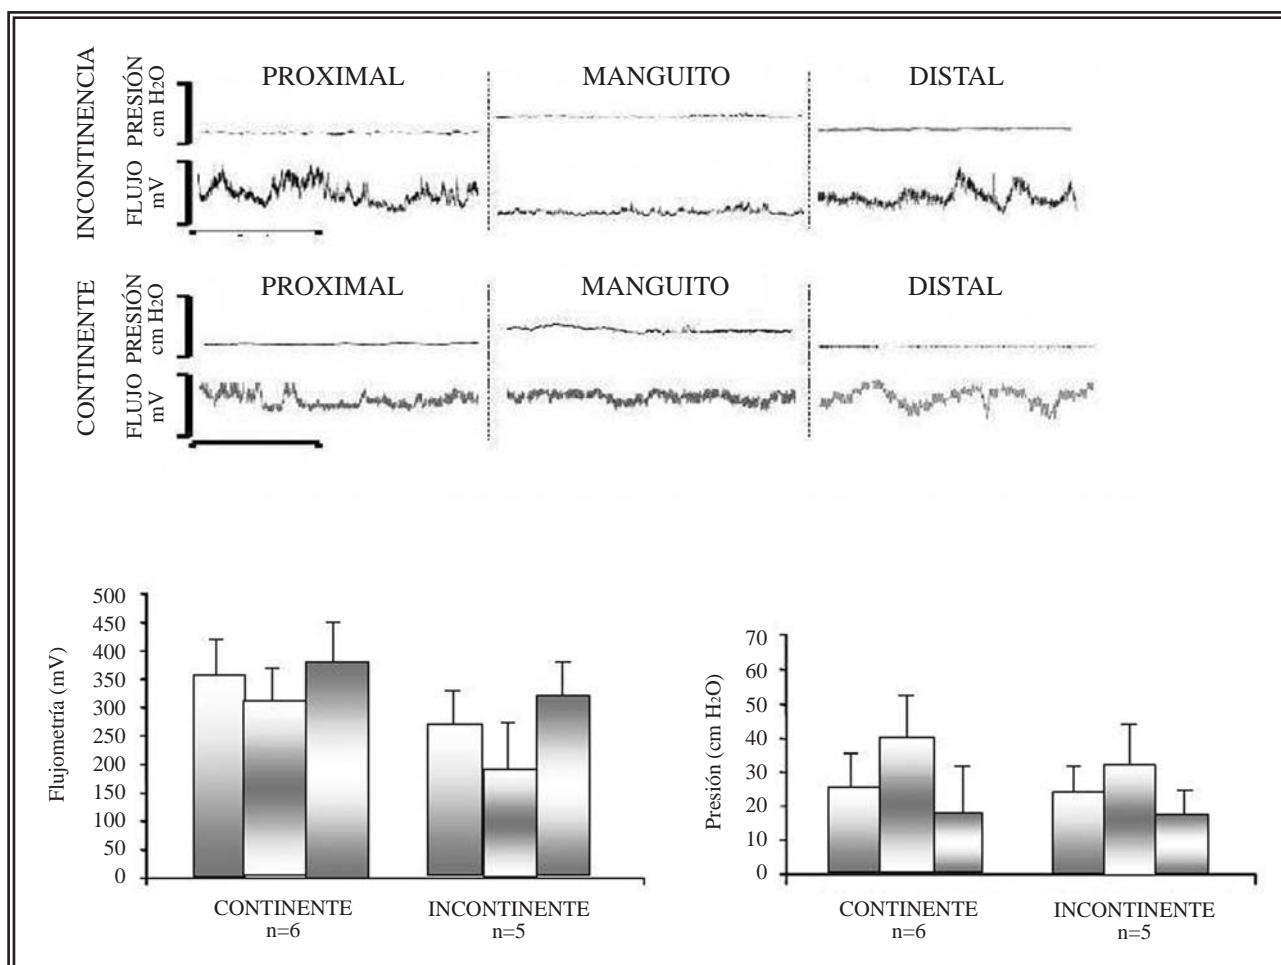 INCONTINENCIA
PRESIÓN
cm H2O
FLUJO
mV
PROXIMAL
MANGUITO
DISTAL
CONTINENTE
PRESIÓN
cm H2O
FLUJO
mV
PROXIMAL
MANGUITO
DISTAL
Flujometría (mV)
500
450
400
350
300
250
200
150
100
50
0
CONTINENTE
n=6
INCONTINENTE
n=5
Presión (cm H2O)
70
60
50
40
30
20
10
0
CONTINENTE
n=6
INCONTINENTE
n=5